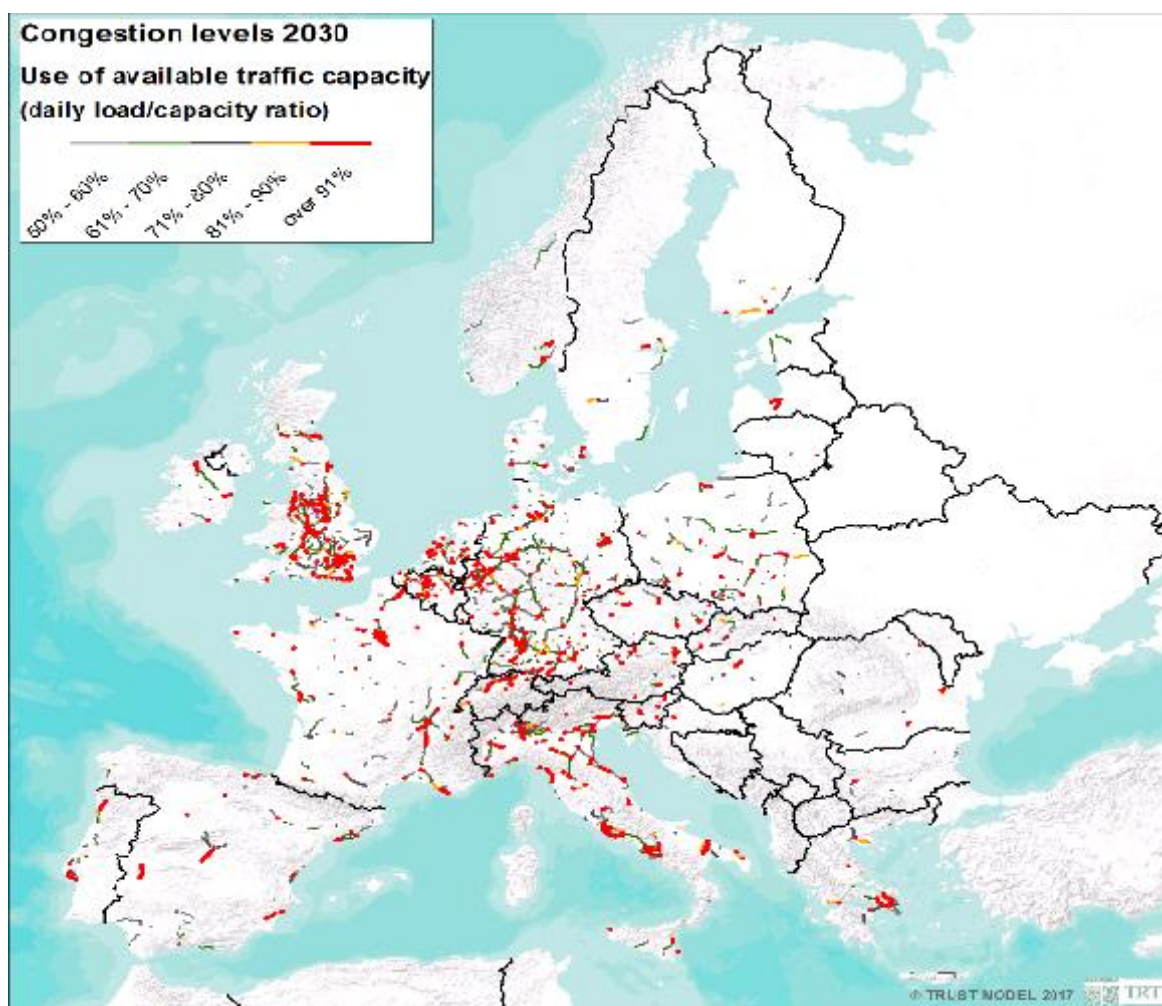 Congestion levels 2030
Use of available traffic capacity
(daily load/capacity ratio)
50% - 60%
61% - 70%
71% - 80%
81% - 90%
over 91%
© TRUST MODEL 2017
TRT